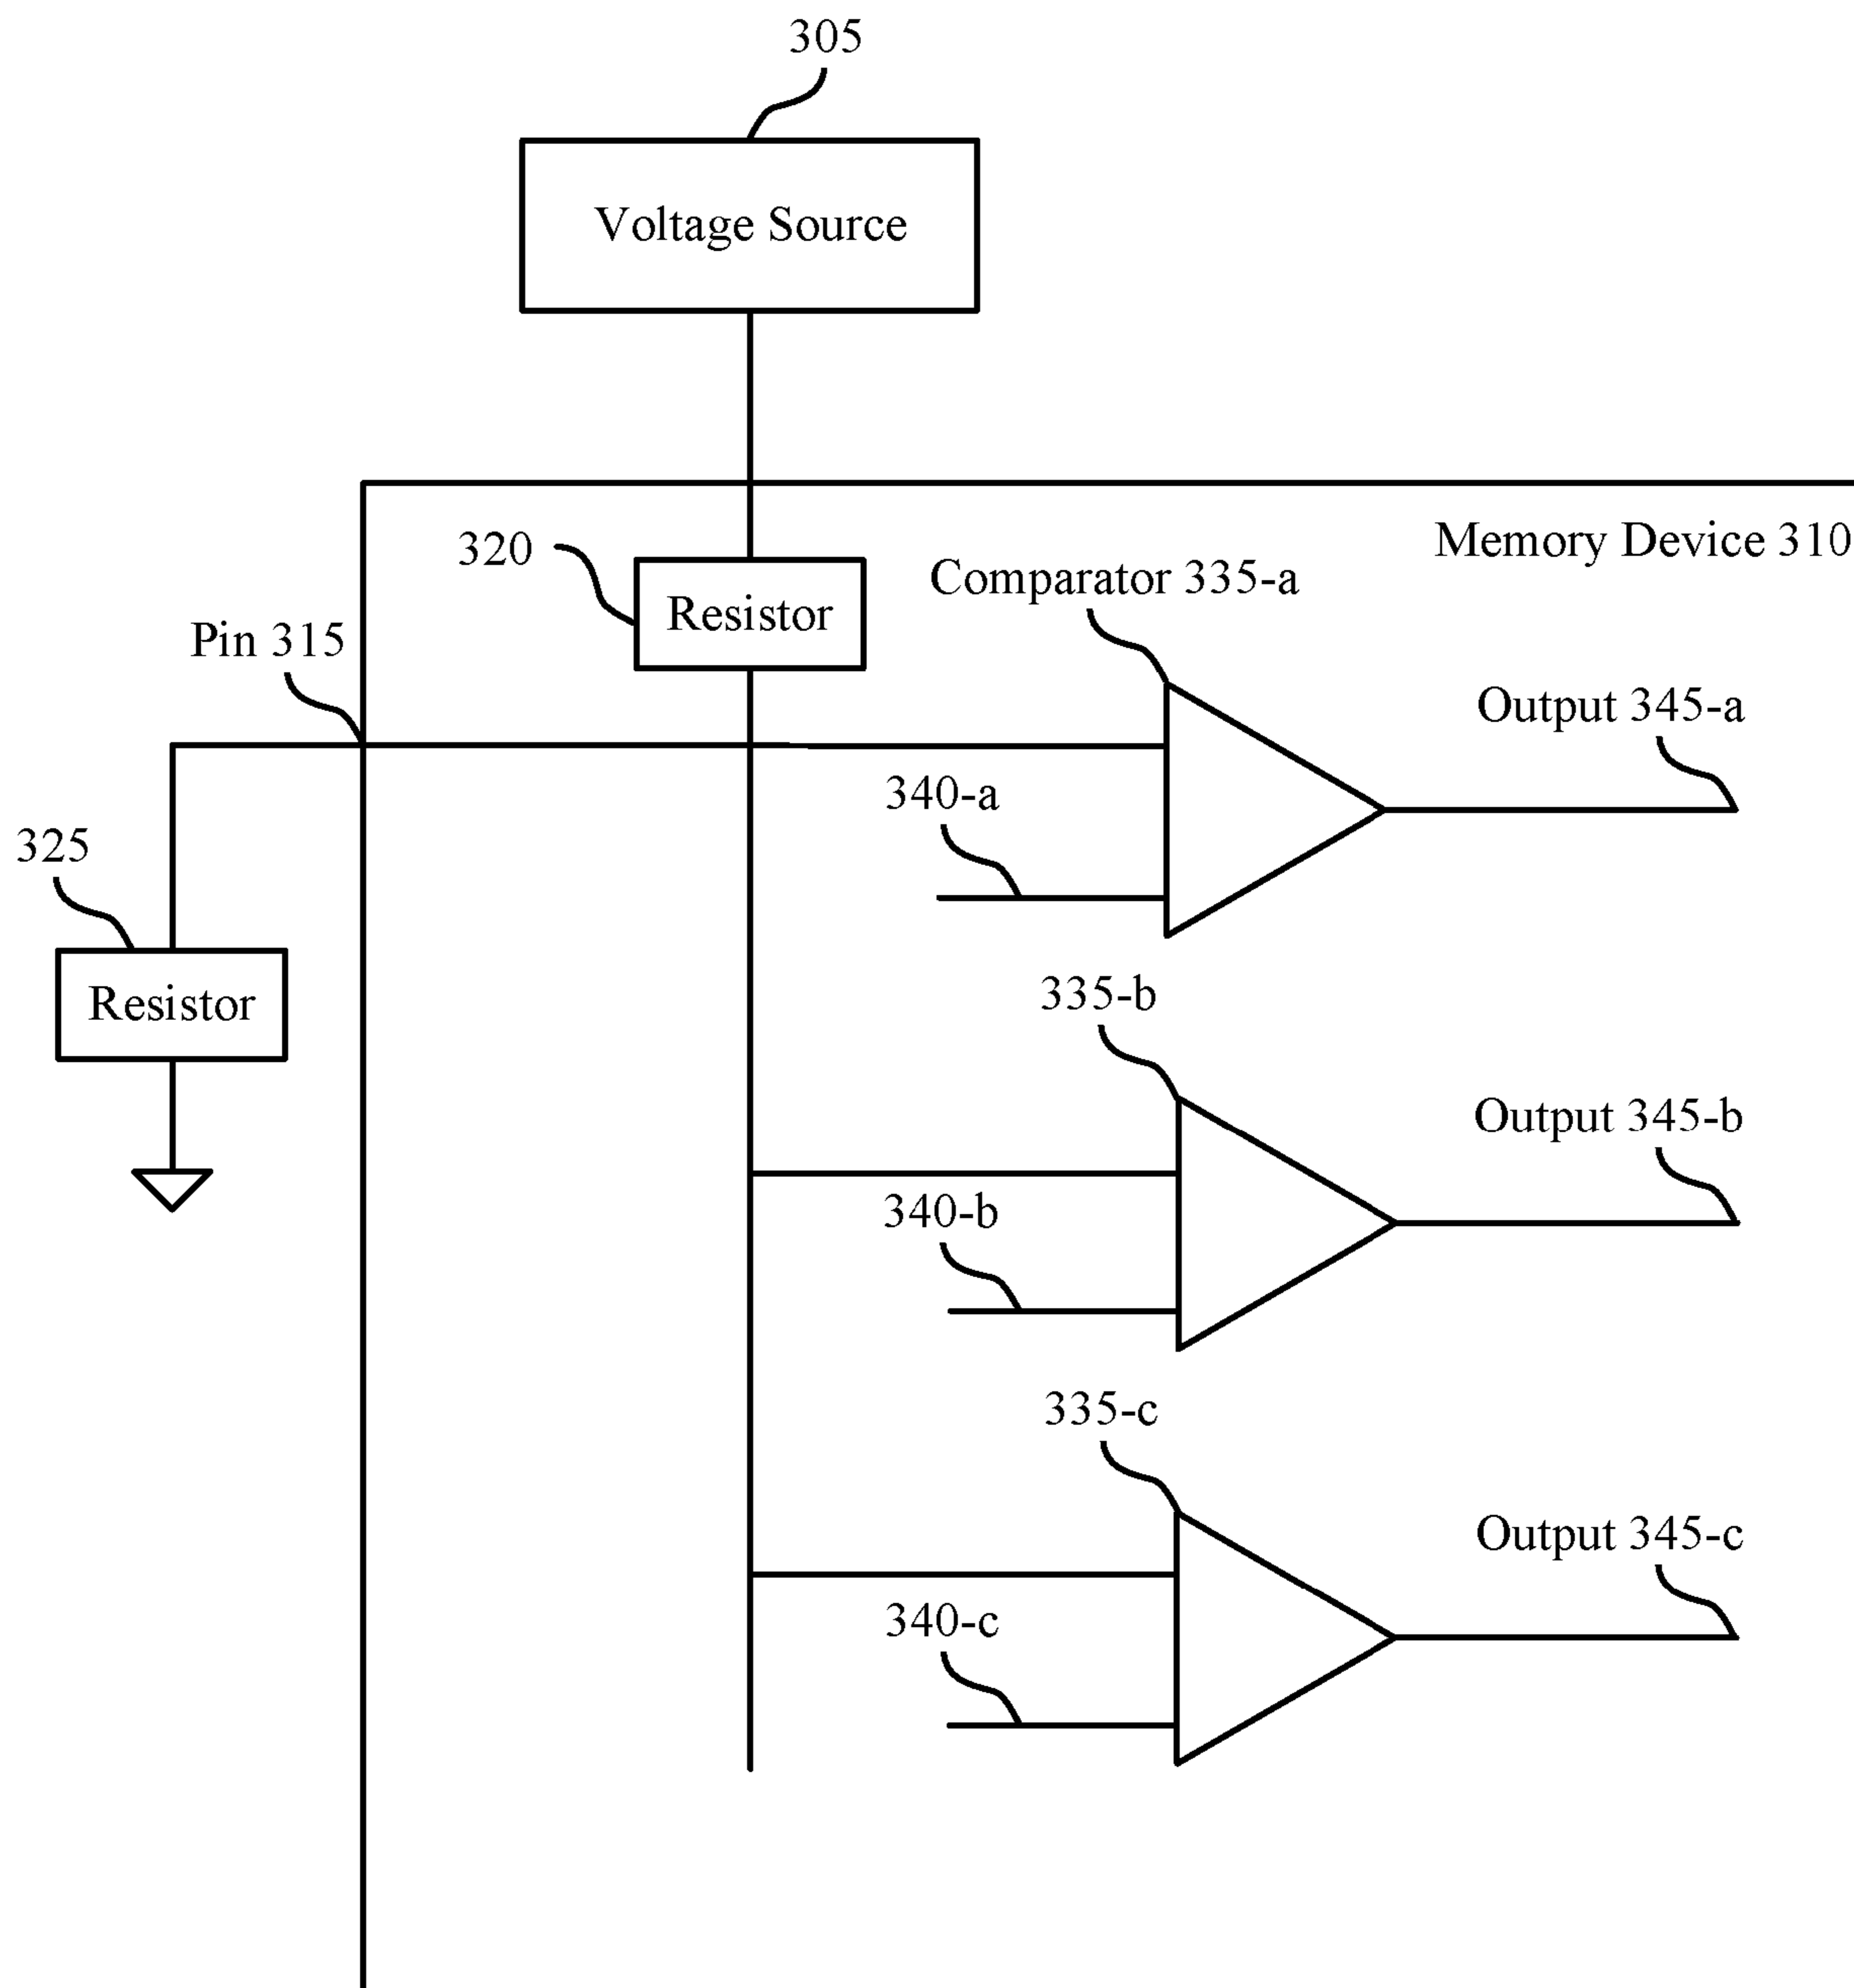 305
Voltage Source
Memory Device 310
320
Resistor
Comparator 335-a
Pin 315
Output 345-a
340-a
325
Resistor
335-b
Output 345-b
340-b
335-c
Output 345-c
340-c